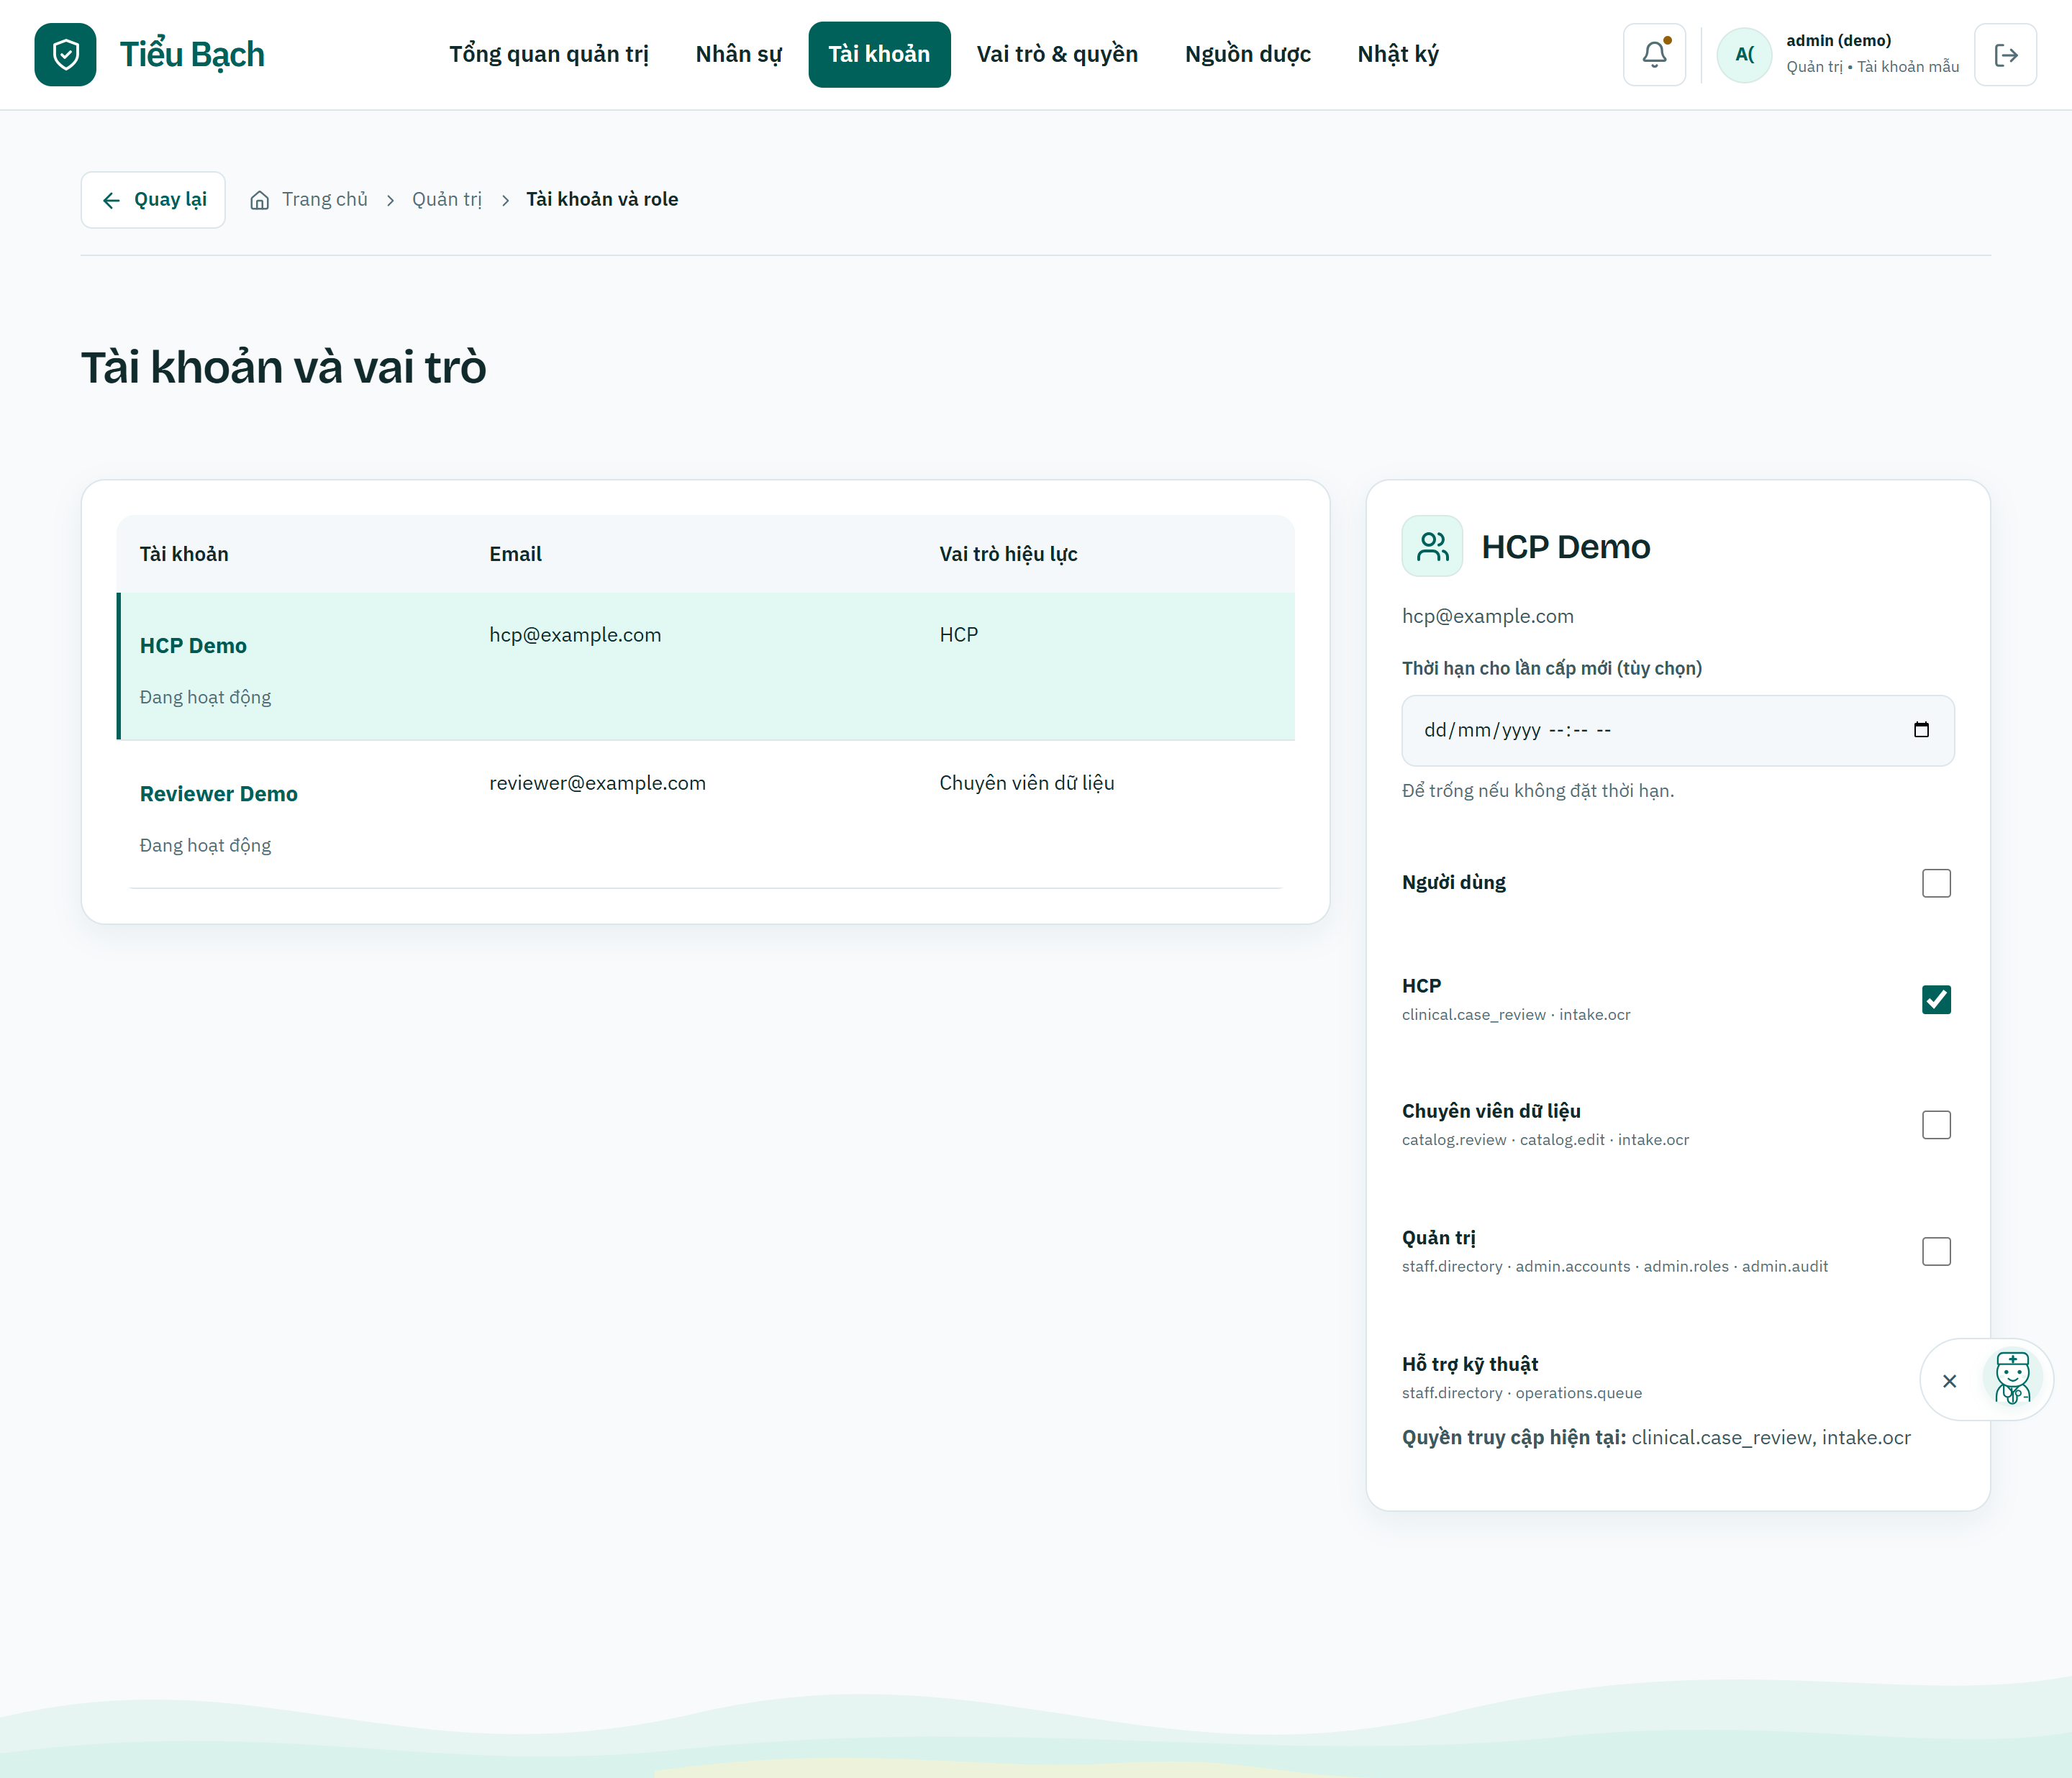 Tiểu Bạch
Tổng quan quản trị
Nhân sự
Tài khoản
Vai trò & quyền
Nguồn dược
Nhật ký
A(
admin (demo)
Quản trị • Tài khoản mẫu
Quay lại
Trang chủ
Quản trị
Tài khoản và role
Tài khoản và vai trò
Tài khoản Email Vai trò hiệu lực
HCP Demo hcp@example.com HCP
Đang hoạt động
Reviewer Demo reviewer@example.com Chuyên viên dữ liệu
Đang hoạt động
HCP Demo
hcp@example.com
Thời hạn cho lần cấp mới (tùy chọn)
dd/mm/yyyy --:-- --
Để trống nếu không đặt thời hạn.
Người dùng
HCP
clinical.case_review · intake.ocr
Chuyên viên dữ liệu
catalog.review · catalog.edit · intake.ocr
Quản trị
staff.directory · admin.accounts · admin.roles · admin.audit
Hỗ trợ kỹ thuật
staff.directory · operations.queue
Quyền truy cập hiện tại: clinical.case_review, intake.ocr